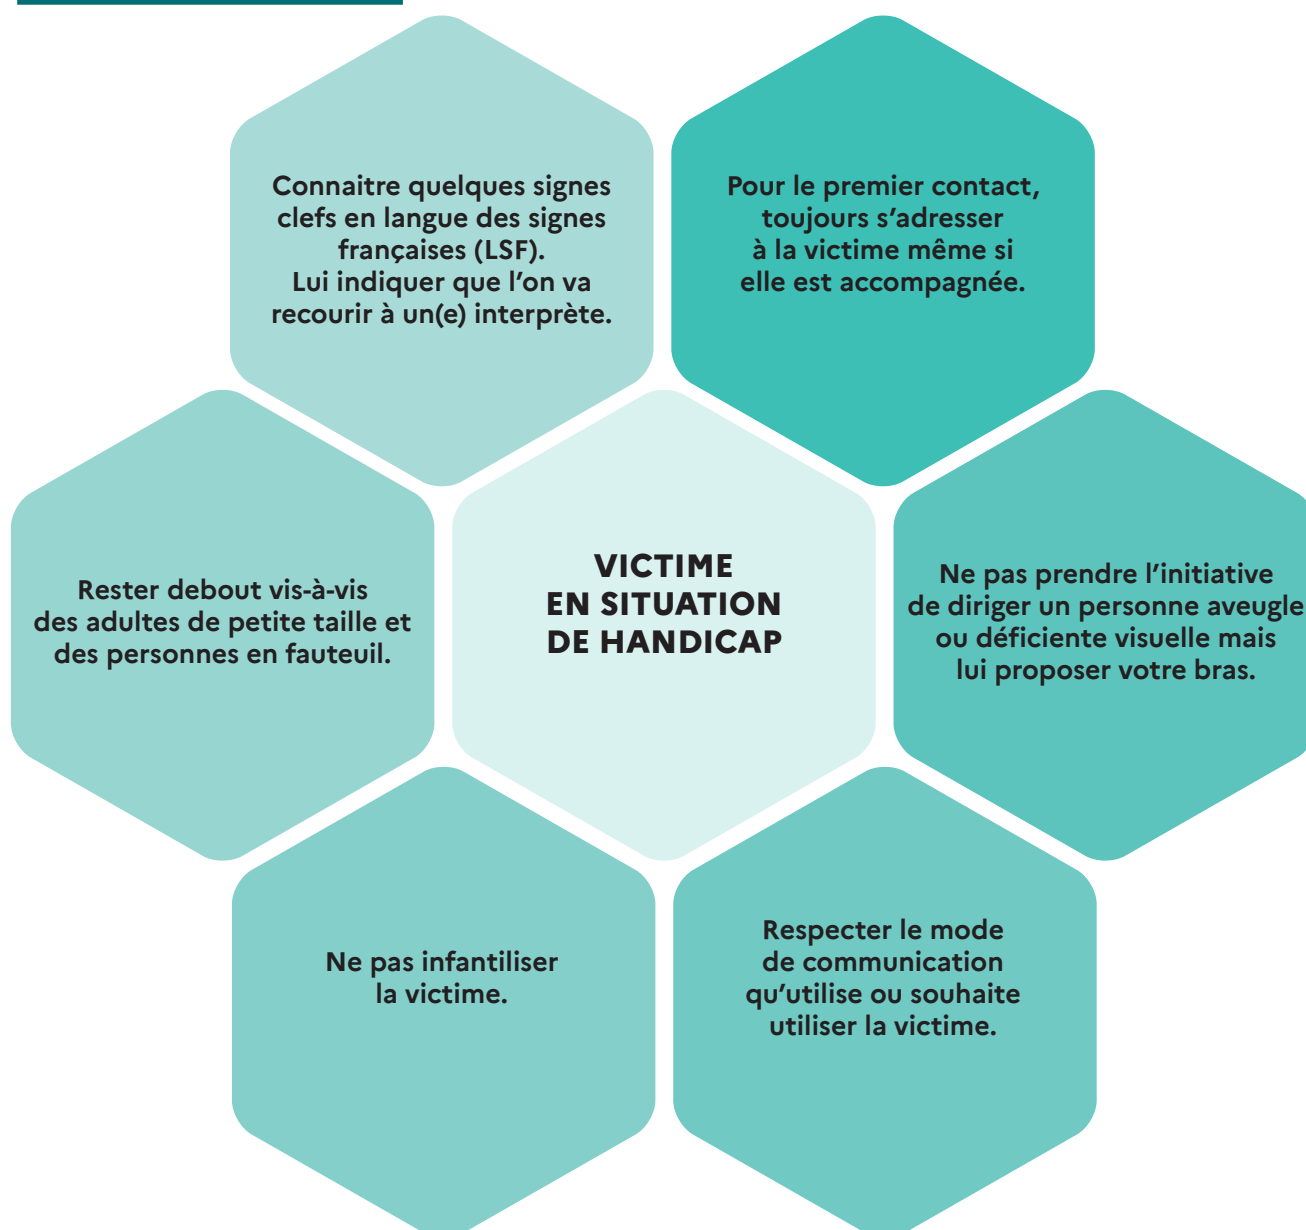 Connaitre quelques signes
clefs en langue des signes
françaises (LSF).
Lui indiquer que l’on va
recourir à un(e) interprète.
Pour le premier contact,
toujours s’adresser
à la victime même si
elle est accompagnée.
Rester debout vis-à-vis
des adultes de petite taille et
des personnes en fauteuil.
VICTIME
EN SITUATION
DE HANDICAP
Ne pas prendre l’initiative
de diriger un personne aveugle
ou déficiente visuelle mais
lui proposer votre bras.
Ne pas infantiliser
la victime.
Respecter le mode
de communication
qu’utilise ou souhaite
utiliser la victime.